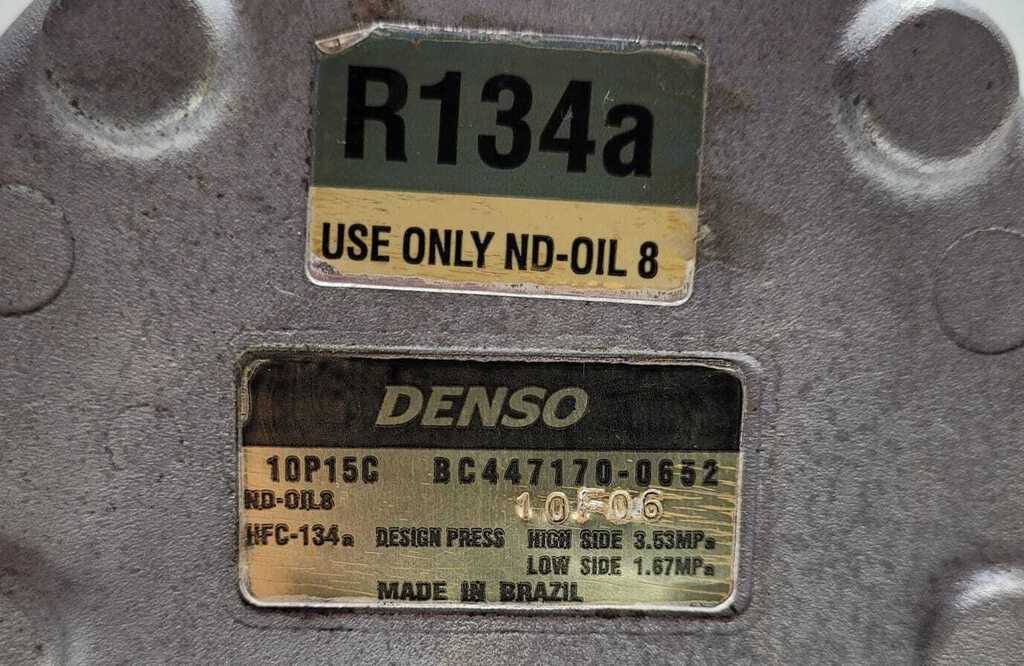 R134a
USE ONLY ND-OIL 8
DENSO
10P15C BC447170-0652
ND-OIL8 10F06
HFC-134a DESIGN PRESS HIGH SIDE 3.53MPa
LOW SIDE 1.67MPa
MADE IN BRAZIL